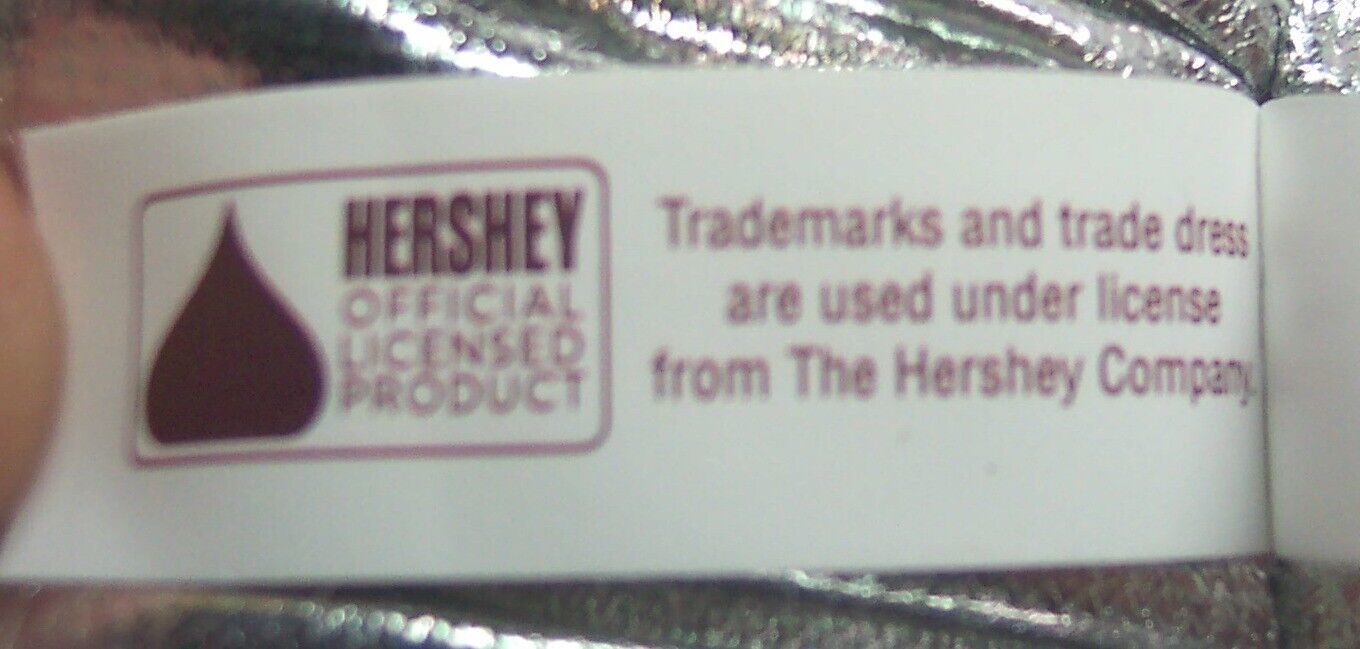 HERSHEY
OFFICIAL
LICENSED
PRODUCT
Trademarks and trade dress
are used under license
from The Hershey Company.